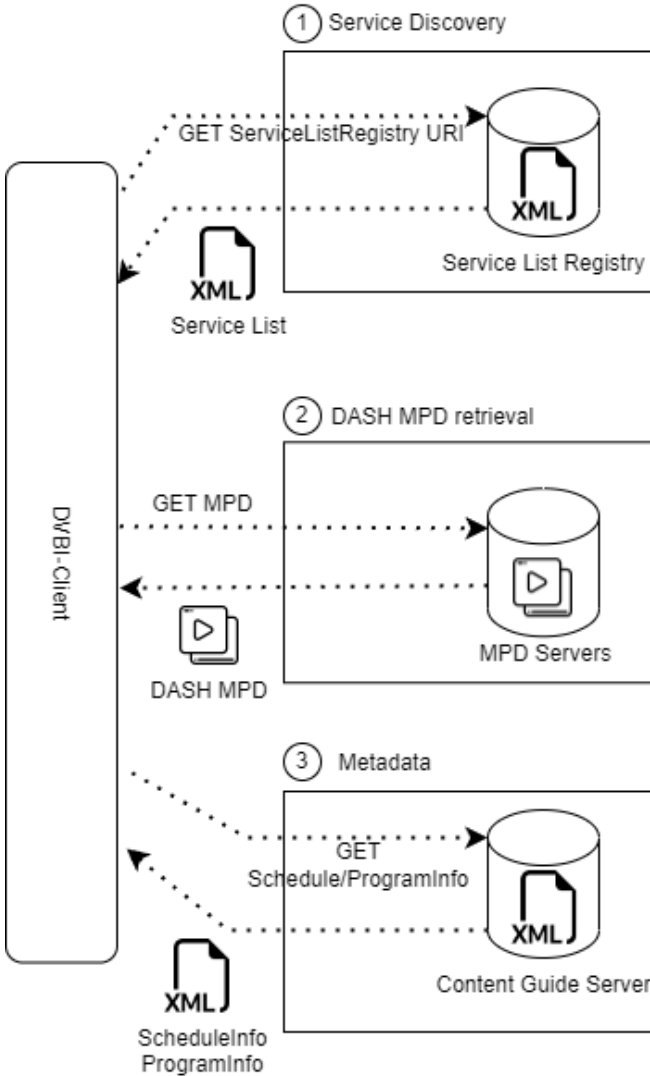 1 Service Discovery
GET ServiceListRegistry URI
XML
Service List Registry
XML
Service List
2 DASH MPD retrieval
GET MPD
DVBI-Client
MPD Servers
DASH MPD
3 Metadata
GET
Schedule/ProgramInfo
XML
Content Guide Server
XML
ScheduleInfo
ProgramInfo